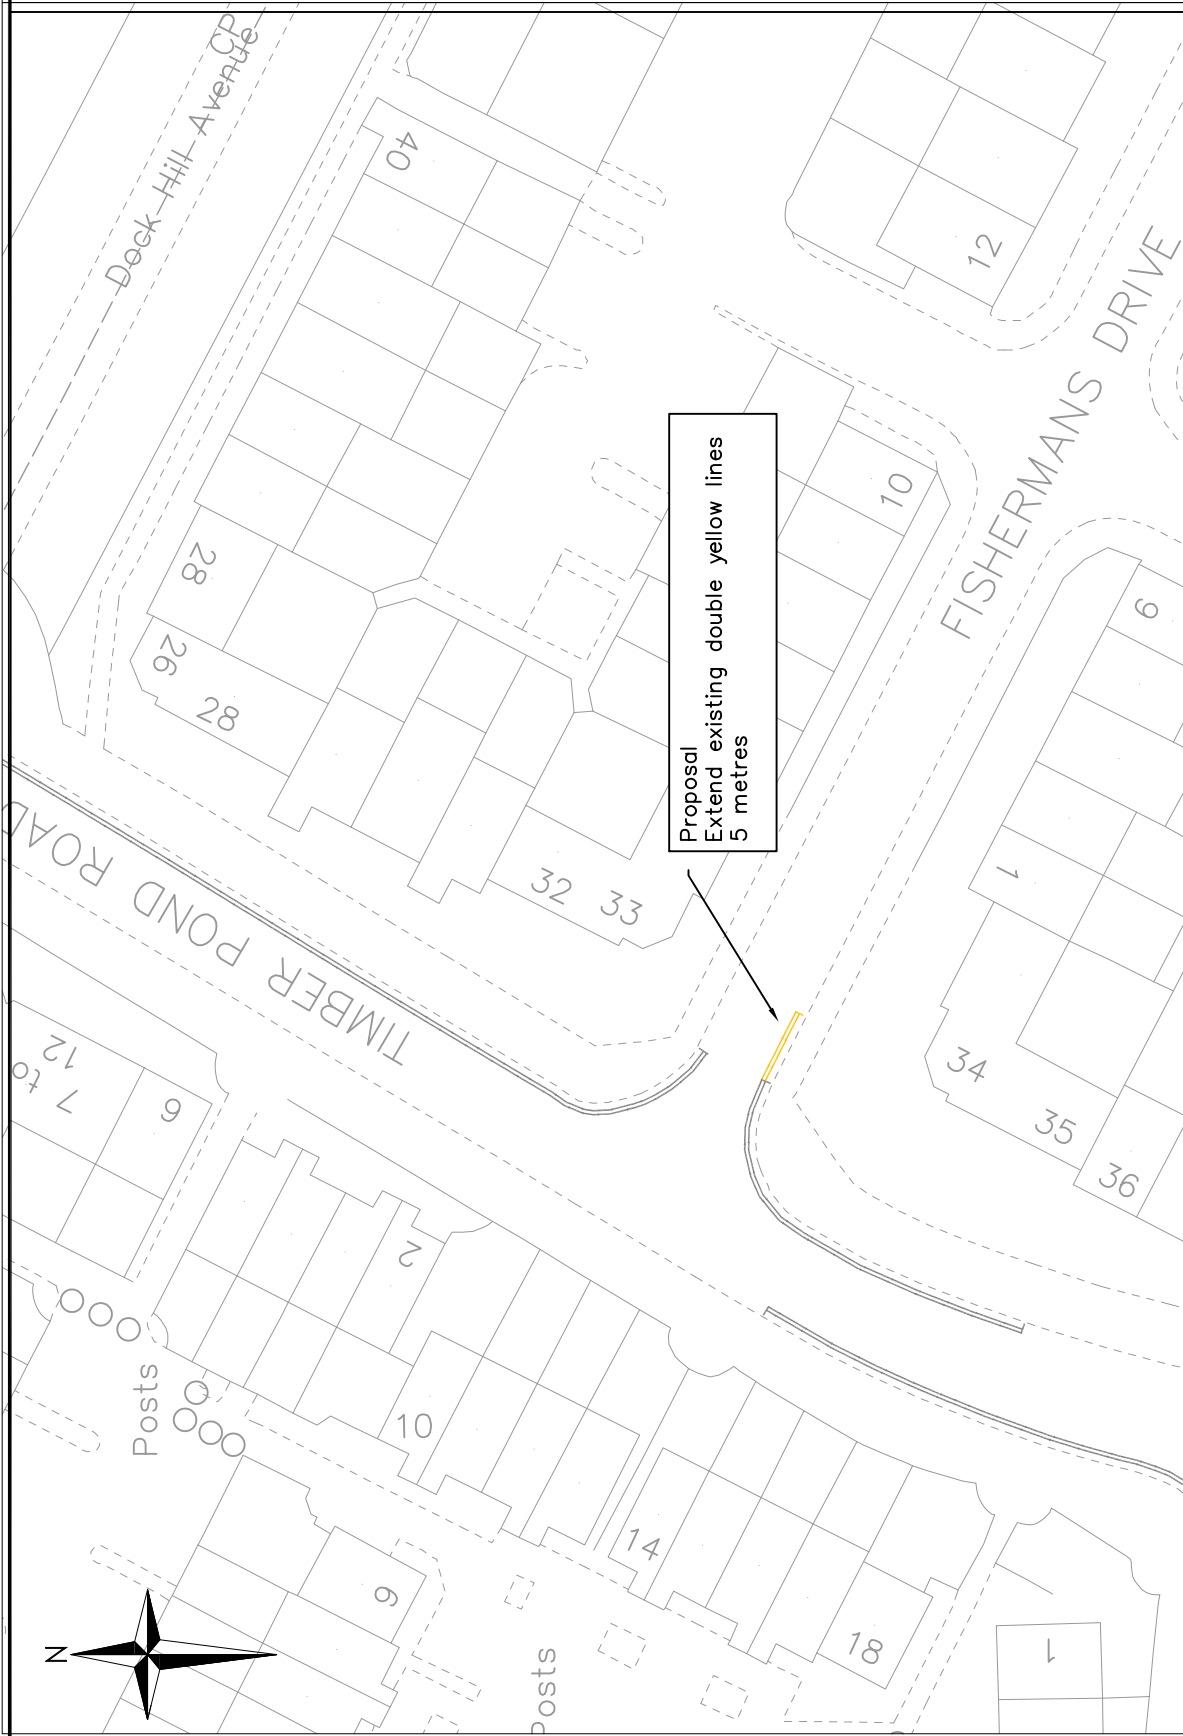 Dock Hill Avenue
CP
40
28
26
28
32
33
12
10
FISHERMANS DRIVE
9
1
34
35
36
TIMBER POND ROAD
Proposal
Extend existing double yellow lines
5 metres
7 to
12
6
2
10
14
18
Posts
9
Posts
1
N